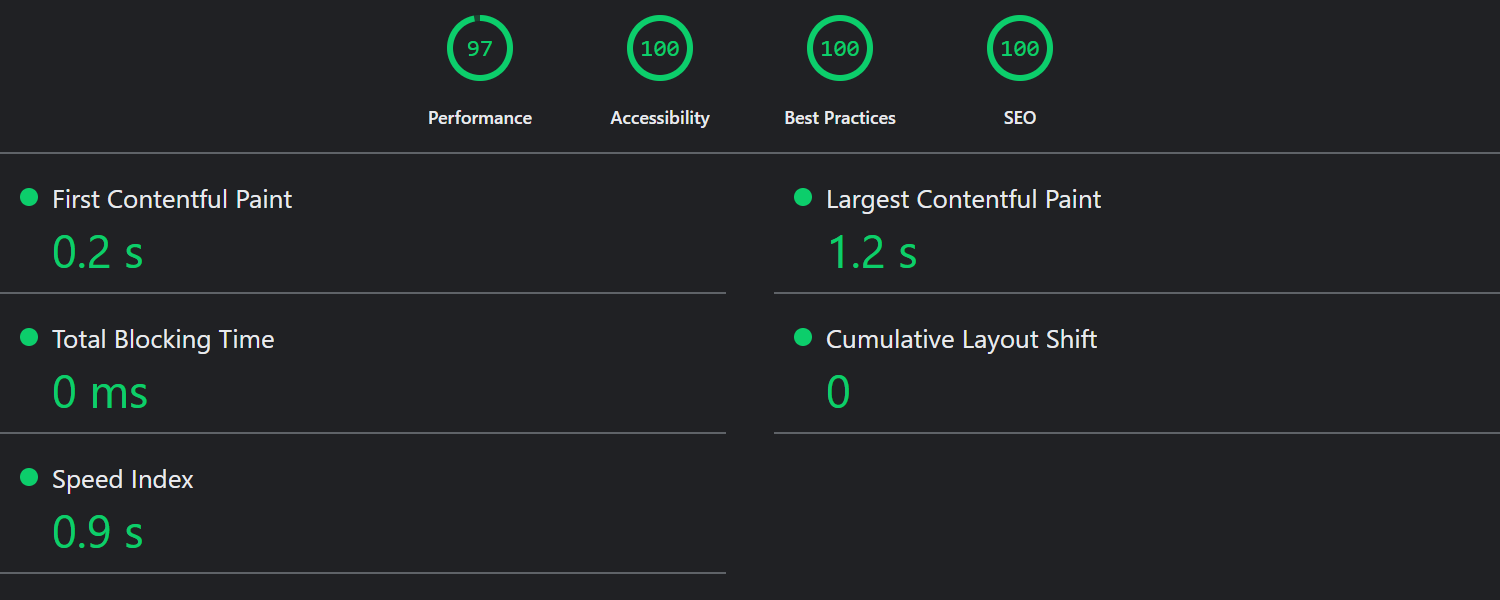 97 100 100 100
Performance Accessibility Best Practices SEO
First Contentful Paint
0.2 s
Largest Contentful Paint
1.2 s
Total Blocking Time
0 ms
Cumulative Layout Shift
0
Speed Index
0.9 s